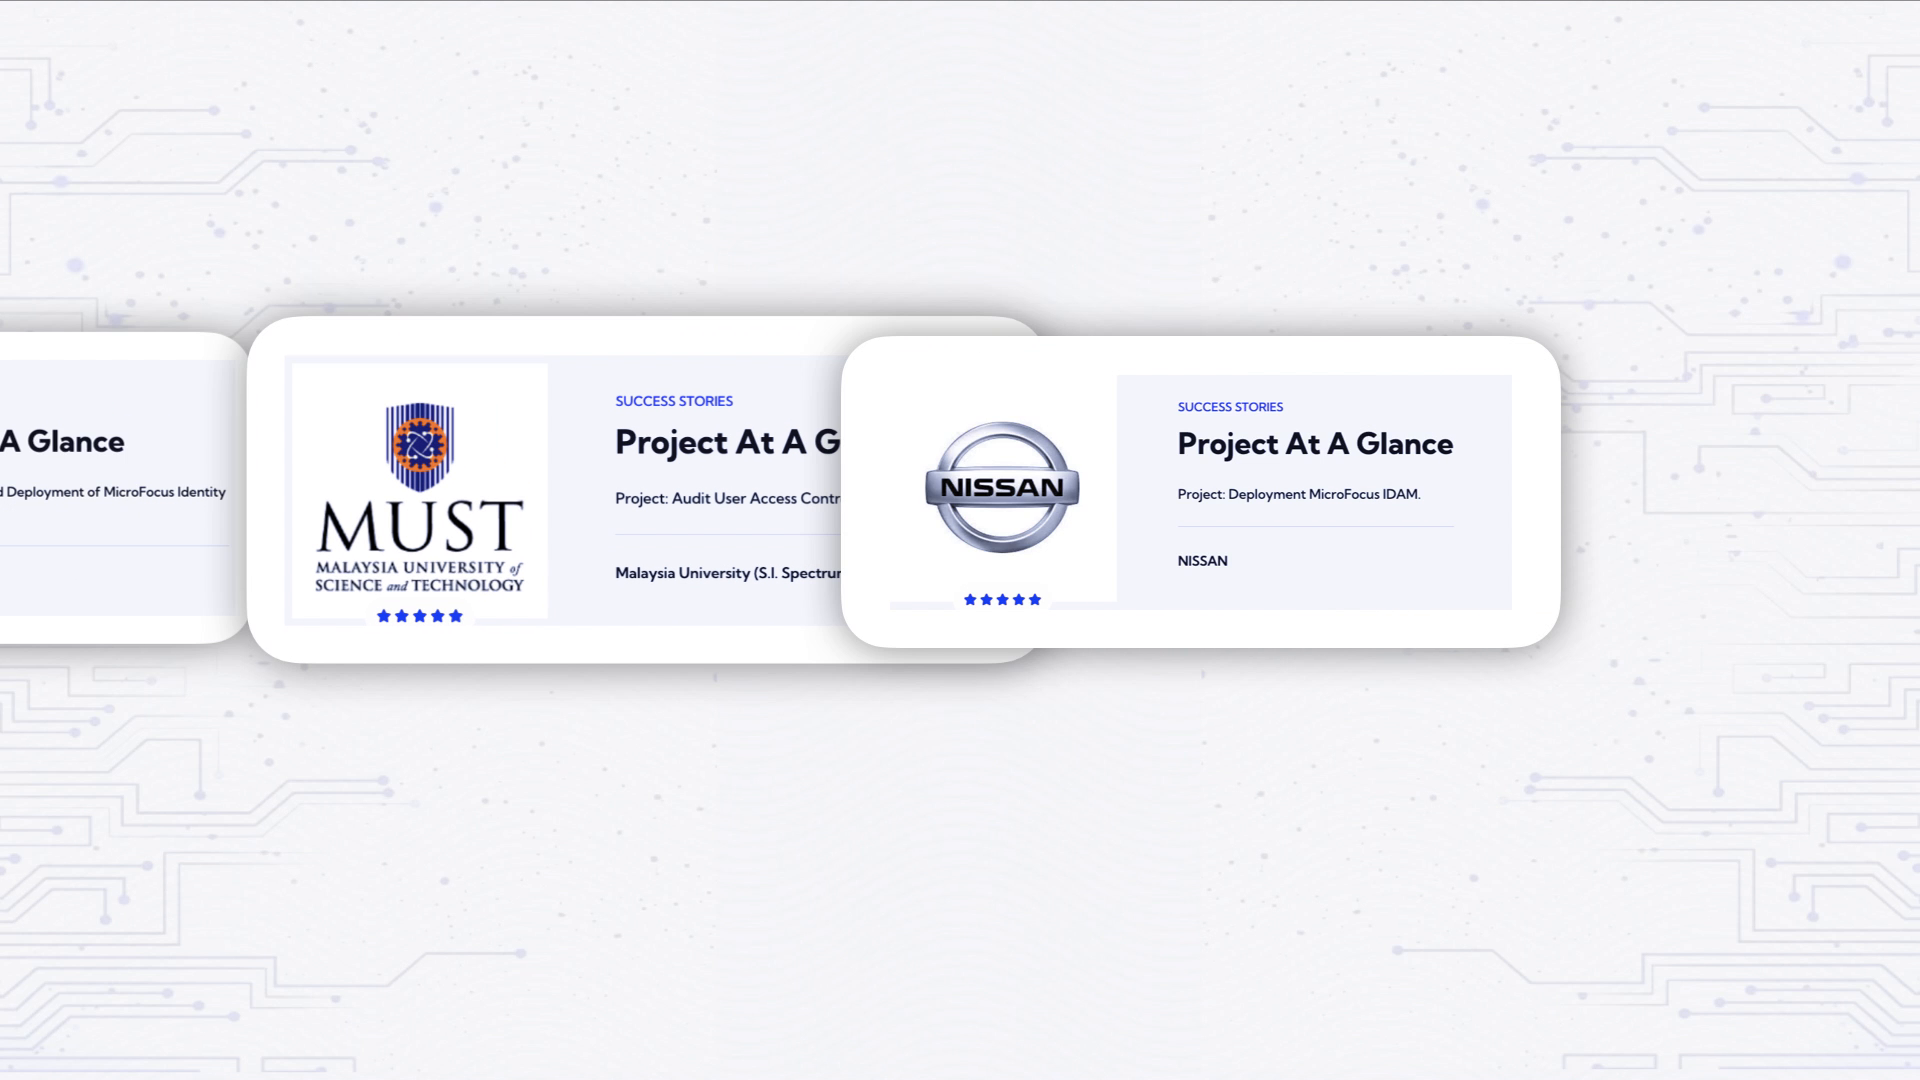 A Glance
Deployment of MicroFocus Identity
MUST
MALAYSIA UNIVERSITY of
SCIENCE and TECHNOLOGY
SUCCESS STORIES
Project At A G
Project: Audit User Access Contr
Malaysia University (S.I.
NISSAN
SUCCESS STORIES
Project At A Glance
Project: Deployment MicroFocus IDAM.
NISSAN